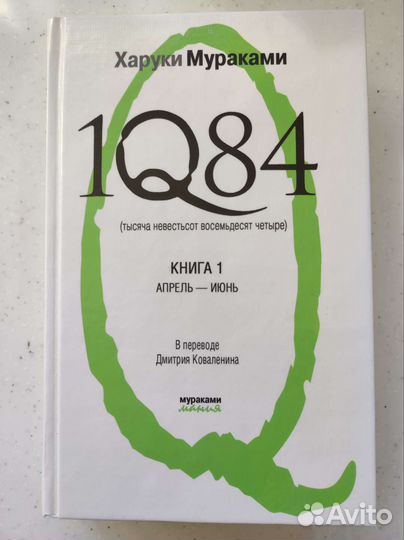 Харуки Мураками
1Q84
(тысяча невестьсот восемьдесят четыре)
КНИГА 1
АПРЕЛЬ — ИЮНЬ
В переводе
Дмитрия Коваленина
мураками
мания
Avito